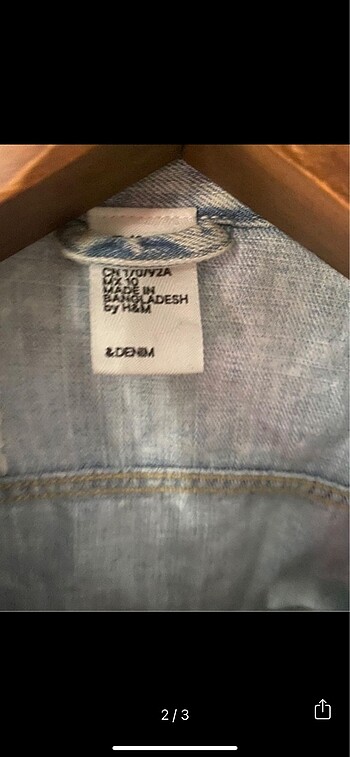 CN 170/92A
MX 10
MADE IN
BANGLADESH
by H&M
&DENIM
2/3